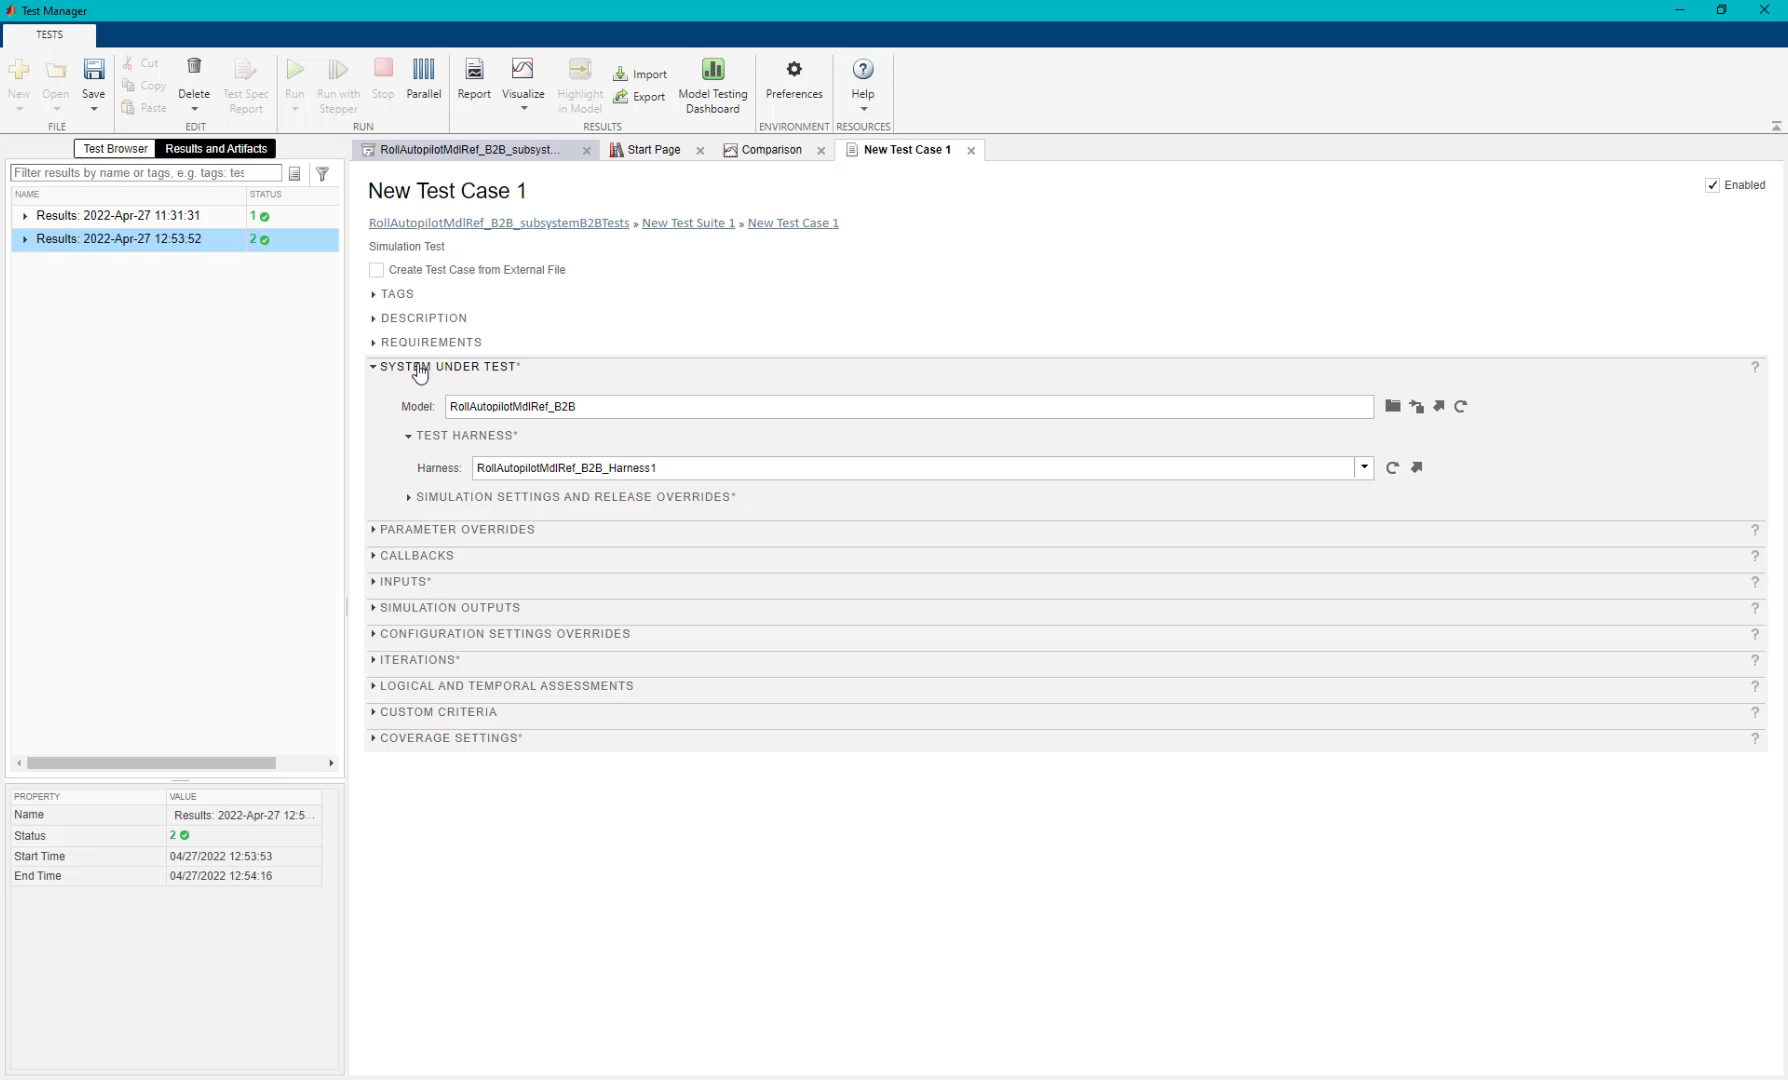 Test Manager
TESTS
New
Open
Save
Cut
Copy
Paste
Delete
Test Spec
Report
Run
Run with
Stepper
Stop
Parallel
Report
Visualize
Highlight
in Model
Import
Export
Model Testing
Dashboard
Preferences
Help
FILE
EDIT
RUN
RESULTS
ENVIRONMENT
RESOURCES
Test Browser
Results and Artifacts
RollAutopilotMdlRef_B2B_subsyst...
Start Page
Comparison
New Test Case 1
Filter results by name or tags, e.g. tags: tes
NAME STATUS
Results: 2022-Apr-27 11:31:31 1
Results: 2022-Apr-27 12:53:52 2
PROPERTY VALUE
Name Results: 2022-Apr-27 12:5...
Status 2
Start Time 04/27/2022 12:53:53
End Time 04/27/2022 12:54:16
New Test Case 1
Enabled
RollAutopilotMdlRef_B2B_subsystemB2BTests » New Test Suite 1 » New Test Case 1
Simulation Test
Create Test Case from External File
TAGS
DESCRIPTION
REQUIREMENTS
SYSTEM UNDER TEST* ?
Model: RollAutopilotMdlRef_B2B
TEST HARNESS*
Harness: RollAutopilotMdlRef_B2B_Harness1
SIMULATION SETTINGS AND RELEASE OVERRIDES*
PARAMETER OVERRIDES ?
CALLBACKS ?
INPUTS* ?
SIMULATION OUTPUTS ?
CONFIGURATION SETTINGS OVERRIDES ?
ITERATIONS* ?
LOGICAL AND TEMPORAL ASSESSMENTS ?
CUSTOM CRITERIA ?
COVERAGE SETTINGS* ?